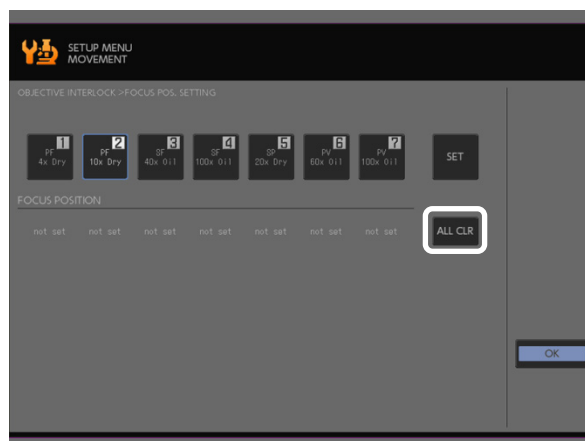 SETUP MENU
MOVEMENT
OBJECTIVE INTERLOCK >FOCUS POS. SETTING
1 2 3 4 5 6 7
PF PF SF SF SP PV PV
4x Dry 10x Dry 40x Oil 100x Oil 20x Dry 60x Oil 100x Oil
SET
FOCUS POSITION
not set not set not set not set not set not set not set
ALL CLR
OK